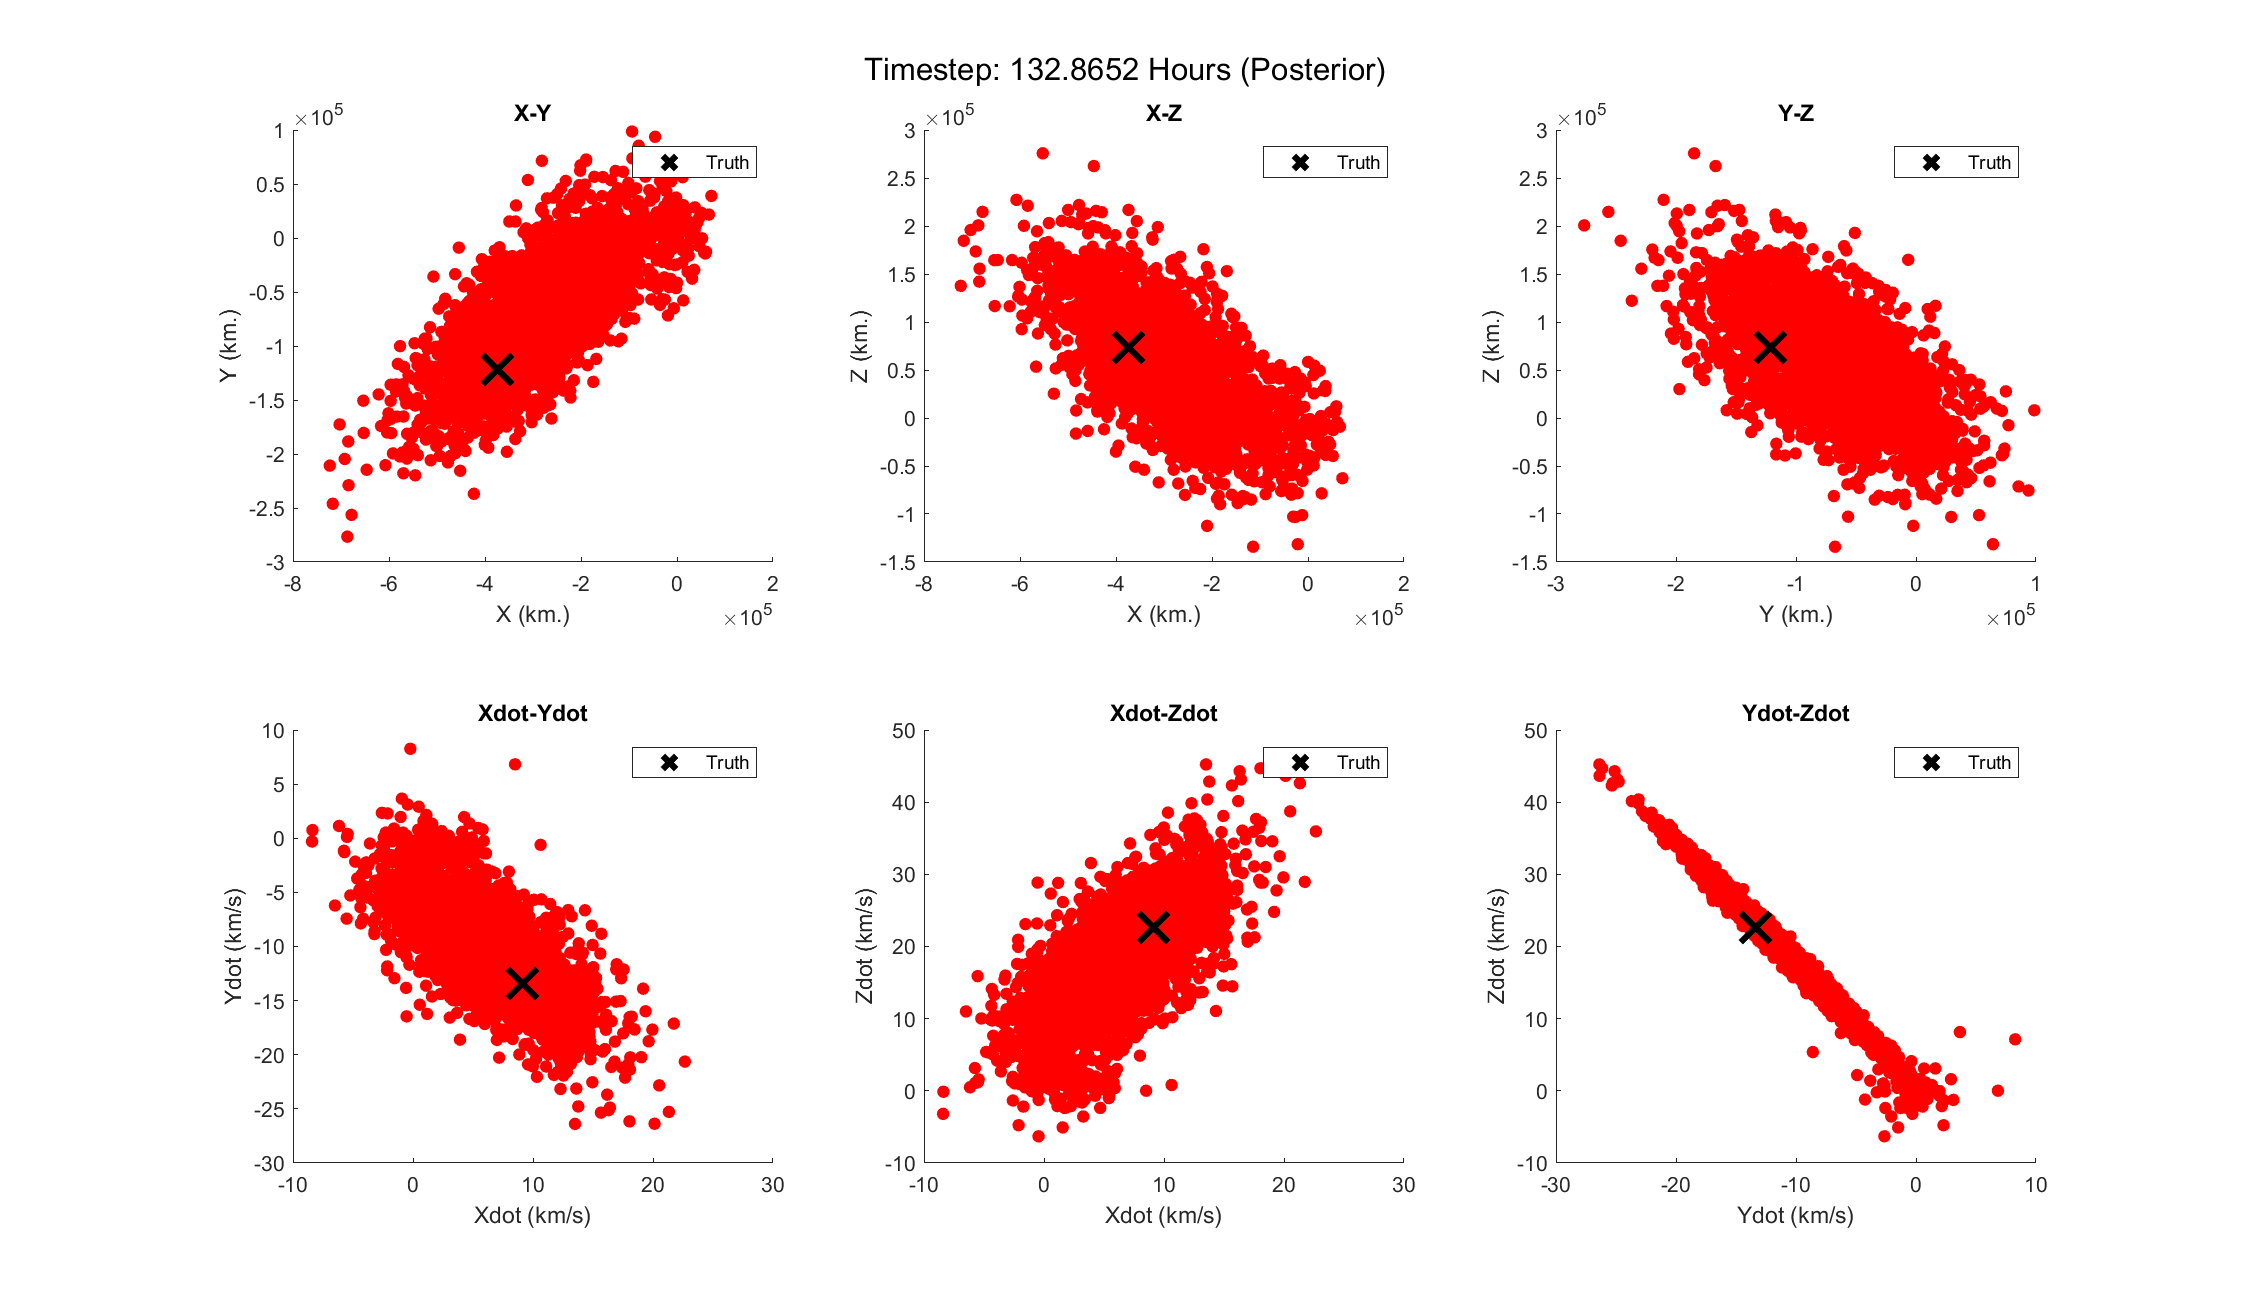 Timestep: 132.8652 Hours (Posterior)
X-Y
×10^5
Truth
1
0.5
0
-0.5
-1
-1.5
-2
-2.5
-3
Y (km.)
-8 -6 -4 -2 0 2
X (km.)
×10^5
X-Z
×10^5
Truth
3
2.5
2
1.5
1
0.5
0
-0.5
-1
-1.5
Z (km.)
-8 -6 -4 -2 0 2
X (km.)
×10^5
Y-Z
×10^5
Truth
3
2.5
2
1.5
1
0.5
0
-0.5
-1
-1.5
Z (km.)
-3 -2 -1 0 1
Y (km.)
×10^5
Xdot-Ydot
Truth
10
5
0
-5
-10
-15
-20
-25
-30
Ydot (km/s)
-10 0 10 20 30
Xdot (km/s)
Xdot-Zdot
Truth
50
40
30
20
10
0
-10
Zdot (km/s)
-10 0 10 20 30
Xdot (km/s)
Ydot-Zdot
Truth
50
40
30
20
10
0
-10
Zdot (km/s)
-30 -20 -10 0 10
Ydot (km/s)